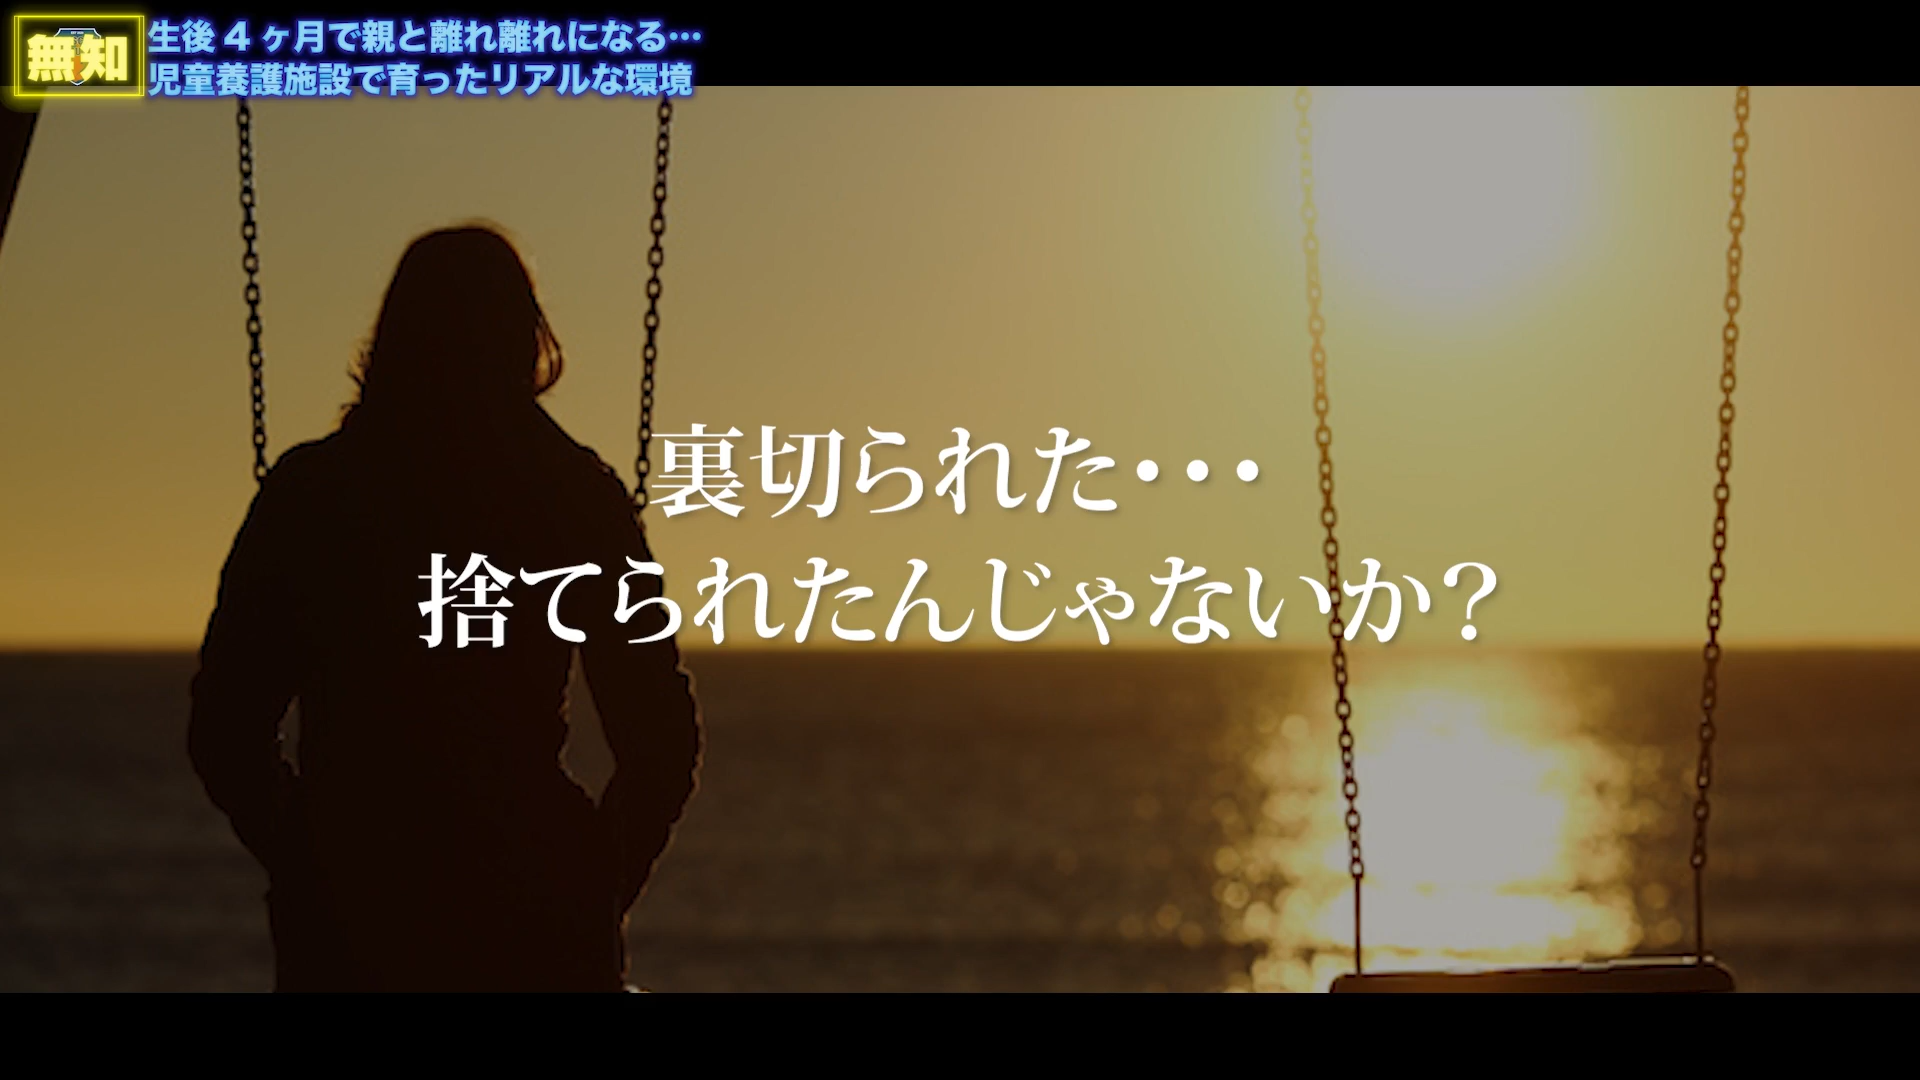 無知
生後4ヶ月で親と離れ離れになる…
児童養護施設で育ったリアルな環境
裏切られた・・・
捨てられたんじゃないか？